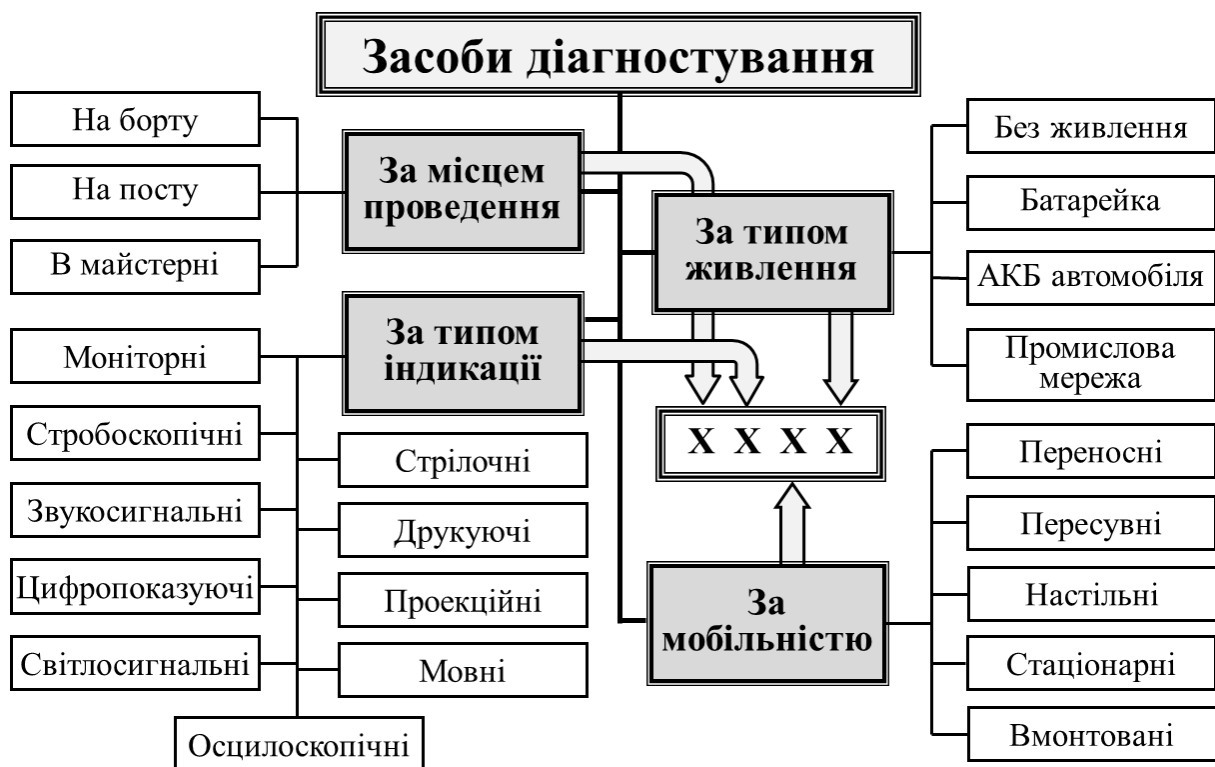 Засоби діагностування
На борту
На посту
В майстерні
За місцем
проведення
За типом
живлення
Без живлення
Батарейка
АКБ автомобіля
Промислова
мережа
За типом
індикації
Моніторні
Стробоскопічні
Звукосигнальні
Цифропоказуючі
Світлосигнальні
Осцилоскопічні
Стрілочні
Друкуючі
Проекційні
Мовні
Х Х Х Х
За
мобільністю
Переносні
Пересувні
Настільні
Стаціонарні
Вмонтовані